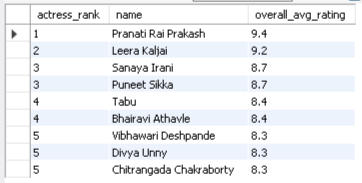 actress_rank name overall_avg_rating
1 Pranati Rai Prakash 9.4
2 Leera Kaljai 9.2
3 Sanaya Irani 8.7
3 Puneet Sikka 8.7
4 Tabu 8.4
4 Bhairavi Athavle 8.4
5 Vibhawari Deshpande 8.3
5 Divya Unny 8.3
5 Chitrangada Chakraborty 8.3